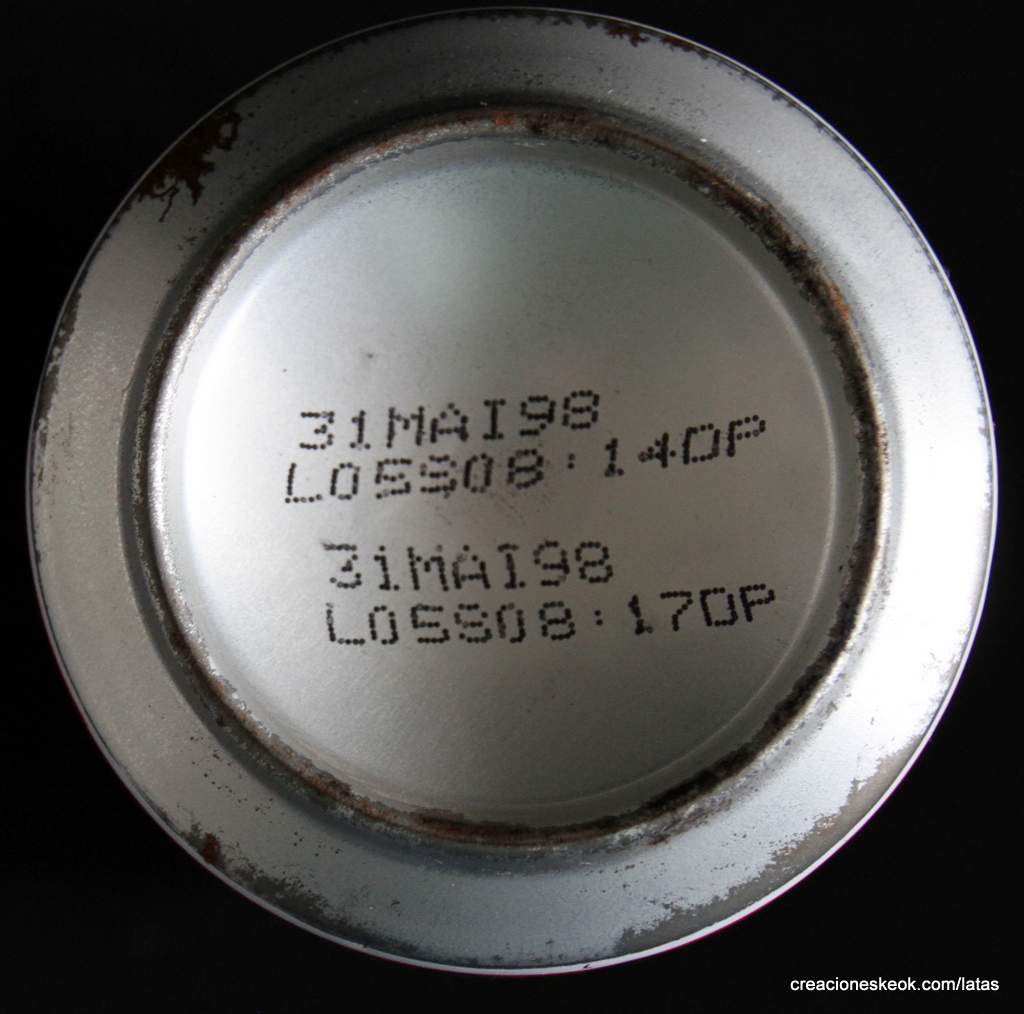 31MAI98
L05S08:14DP
31MAI98
L05S08:17DP
creacioneskeok.com/latas